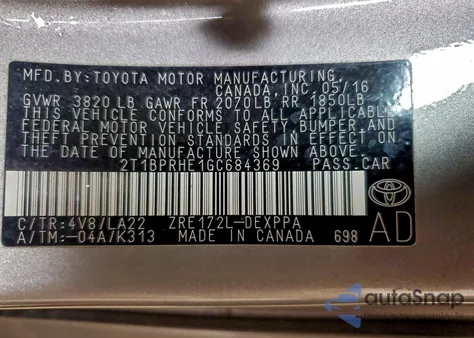 MFD.BY:TOYOTA MOTOR MANUFACTURING,
CANADA,INC.05/16
GVWR 3820 LB GAWR FR 2070LB,RR 1850LB
THIS VEHICLE CONFORMS TO ALL APPLICABLE
FEDERAL MOTOR VEHICLE SAFETY,BUMPER,AND
THEFT PREVENTION STANDARDS IN EFFECT ON
THE DATE OF MANUFACTURE SHOWN ABOVE.
2T1BPRHE1GC684369 PASS.CAR
C/TR:4V8/LA22 ZRE172L-DEXPPA
A/TM:-04A/K313 MADE IN CANADA 698
TOYOTA
AD
autoSnap